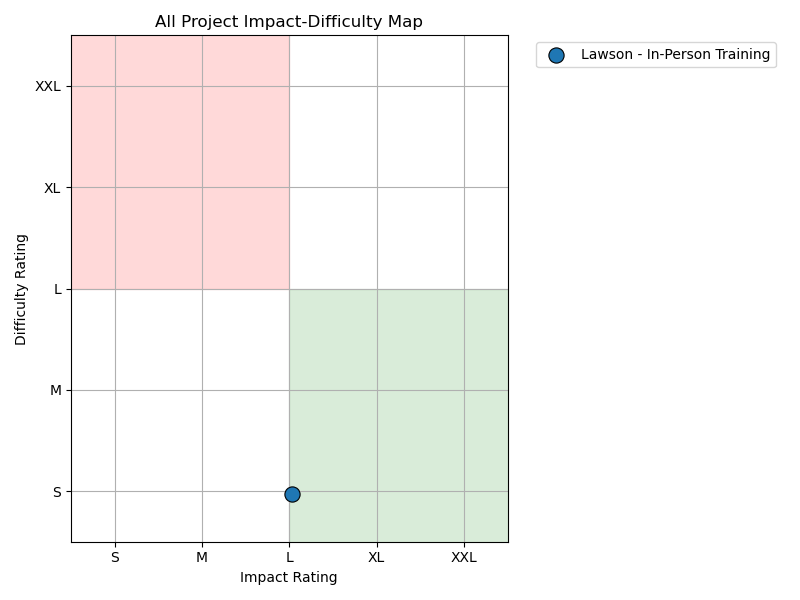 All Project Impact-Difficulty Map
Lawson - In-Person Training
XXL
XL
L
M
S
Difficulty Rating
S M L XL XXL
Impact Rating